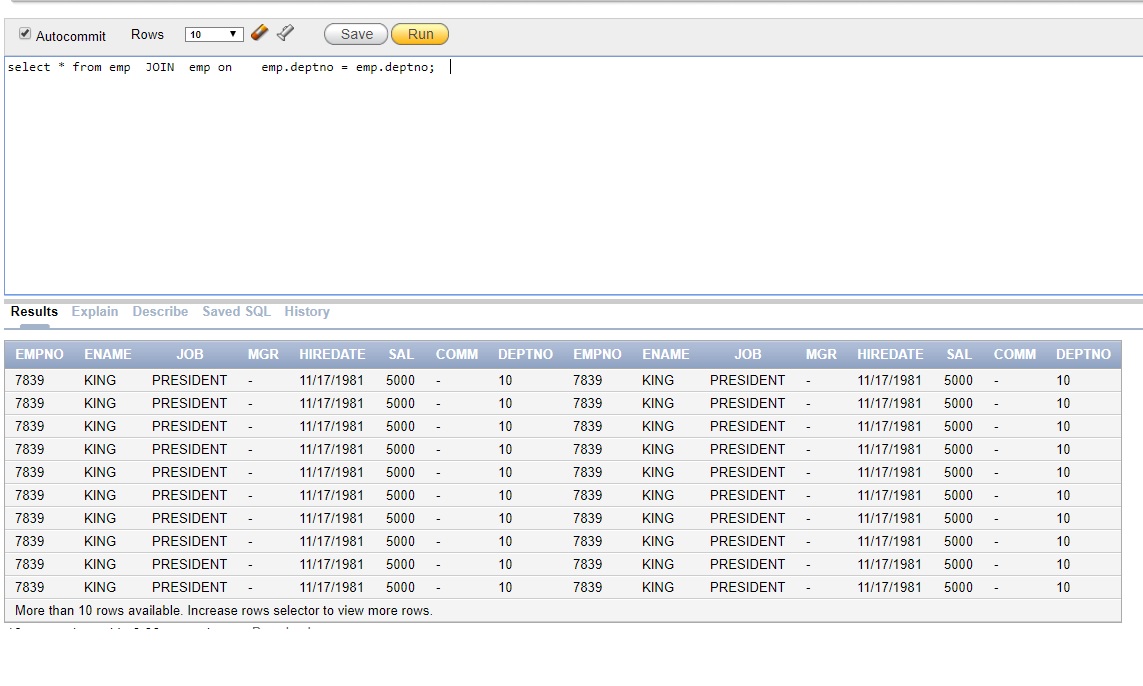 Autocommit Rows 10 Save Run
select * from emp JOIN emp on emp.deptno = emp.deptno;
Results Explain Describe Saved SQL History
EMPNO ENAME JOB MGR HIREDATE SAL COMM DEPTNO EMPNO ENAME JOB MGR HIREDATE SAL COMM DEPTNO
7839 KING PRESIDENT - 11/17/1981 5000 - 10 7839 KING PRESIDENT - 11/17/1981 5000 - 10
7839 KING PRESIDENT - 11/17/1981 5000 - 10 7839 KING PRESIDENT - 11/17/1981 5000 - 10
7839 KING PRESIDENT - 11/17/1981 5000 - 10 7839 KING PRESIDENT - 11/17/1981 5000 - 10
7839 KING PRESIDENT - 11/17/1981 5000 - 10 7839 KING PRESIDENT - 11/17/1981 5000 - 10
7839 KING PRESIDENT - 11/17/1981 5000 - 10 7839 KING PRESIDENT - 11/17/1981 5000 - 10
7839 KING PRESIDENT - 11/17/1981 5000 - 10 7839 KING PRESIDENT - 11/17/1981 5000 - 10
7839 KING PRESIDENT - 11/17/1981 5000 - 10 7839 KING PRESIDENT - 11/17/1981 5000 - 10
7839 KING PRESIDENT - 11/17/1981 5000 - 10 7839 KING PRESIDENT - 11/17/1981 5000 - 10
7839 KING PRESIDENT - 11/17/1981 5000 - 10 7839 KING PRESIDENT - 11/17/1981 5000 - 10
7839 KING PRESIDENT - 11/17/1981 5000 - 10 7839 KING PRESIDENT - 11/17/1981 5000 - 10
More than 10 rows available. Increase rows selector to view more rows.